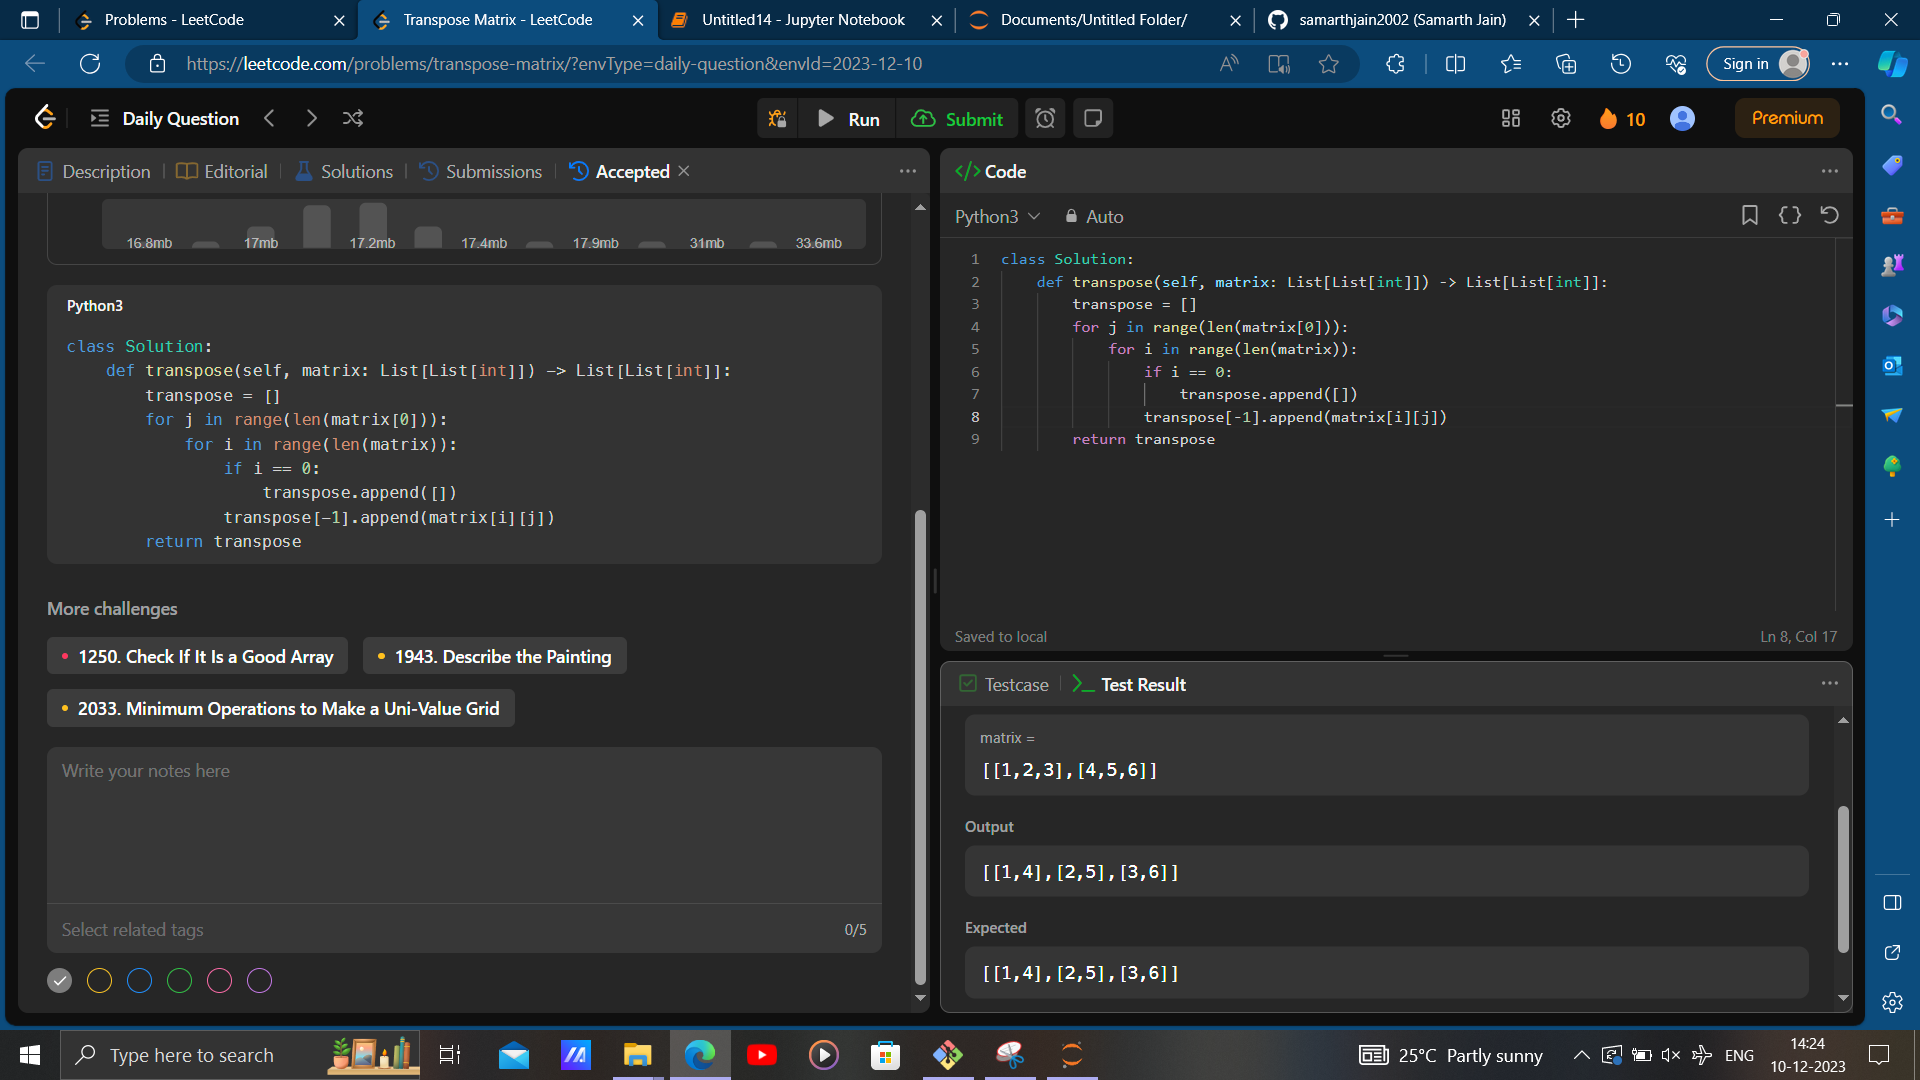 Problems - LeetCode
Transpose Matrix - LeetCode
Untitled14 - Jupyter Notebook
Documents/Untitled Folder/
samarthjain2002 (Samarth Jain)
https://leetcode.com/problems/transpose-matrix/?envType=daily-question&envId=2023-12-10
Sign in
Daily Question
Run
Submit
10
Premium
Description
Editorial
Solutions
Submissions
Accepted
16.8mb 17mb 17.2mb 17.4mb 17.9mb 31mb 33.6mb
Python3
class Solution:
    def transpose(self, matrix: List[List[int]]) -> List[List[int]]:
        transpose = []
        for j in range(len(matrix[0])):
            for i in range(len(matrix)):
                if i == 0:
                    transpose.append([])
                transpose[-1].append(matrix[i][j])
        return transpose
More challenges
1250. Check If It Is a Good Array
1943. Describe the Painting
2033. Minimum Operations to Make a Uni-Value Grid
Write your notes here
Select related tags
0/5
</> Code
Python3
Auto
1 class Solution:
2     def transpose(self, matrix: List[List[int]]) -> List[List[int]]:
3         transpose = []
4         for j in range(len(matrix[0])):
5             for i in range(len(matrix)):
6                 if i == 0:
7                     transpose.append([])
8                 transpose[-1].append(matrix[i][j])
9         return transpose
Saved to local
Ln 8, Col 17
Testcase
Test Result
matrix =
[[1,2,3],[4,5,6]]
Output
[[1,4],[2,5],[3,6]]
Expected
[[1,4],[2,5],[3,6]]
Type here to search
25°C Partly sunny
ENG
14:24
10-12-2023